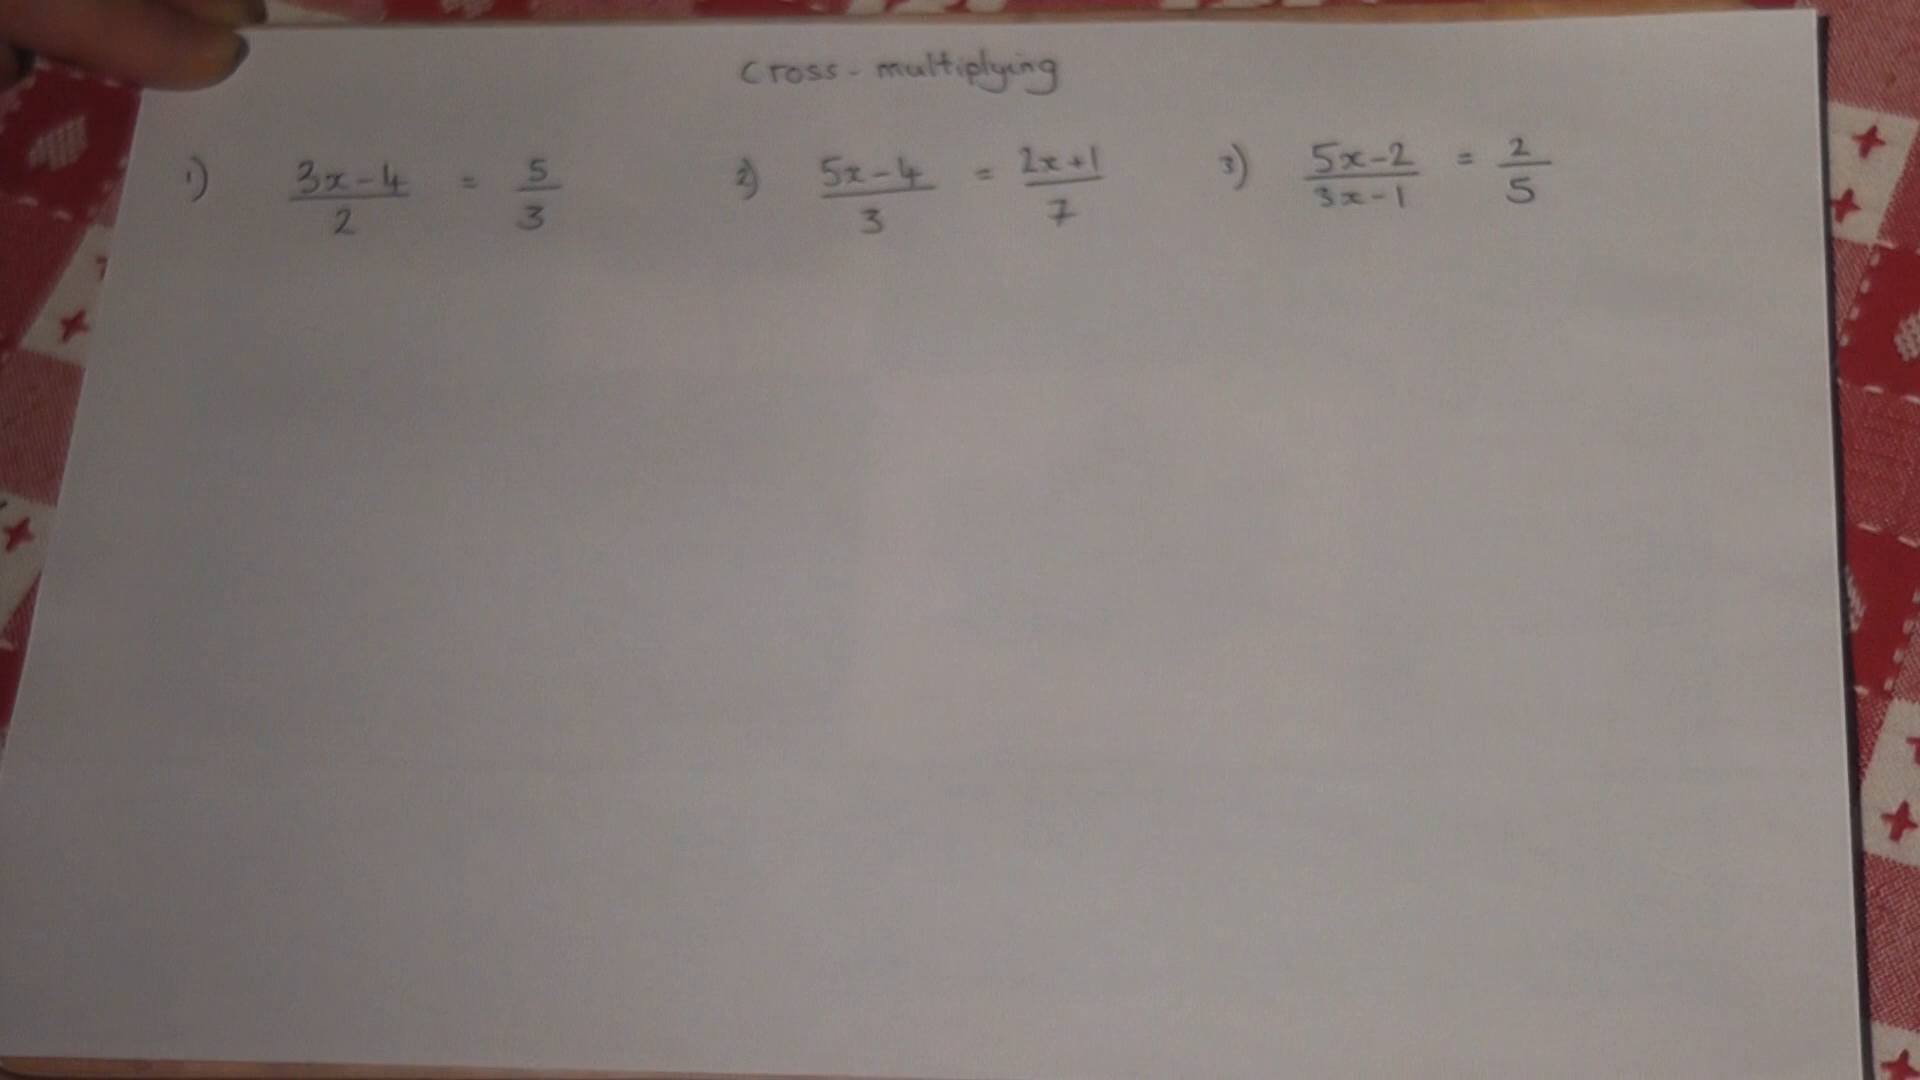 Cross-multiplying
1) (3x-4)/2 = 5/3
2) (5x-4)/3 = (2x+1)/7
3) (5x-2)/(3x-1) = 2/5